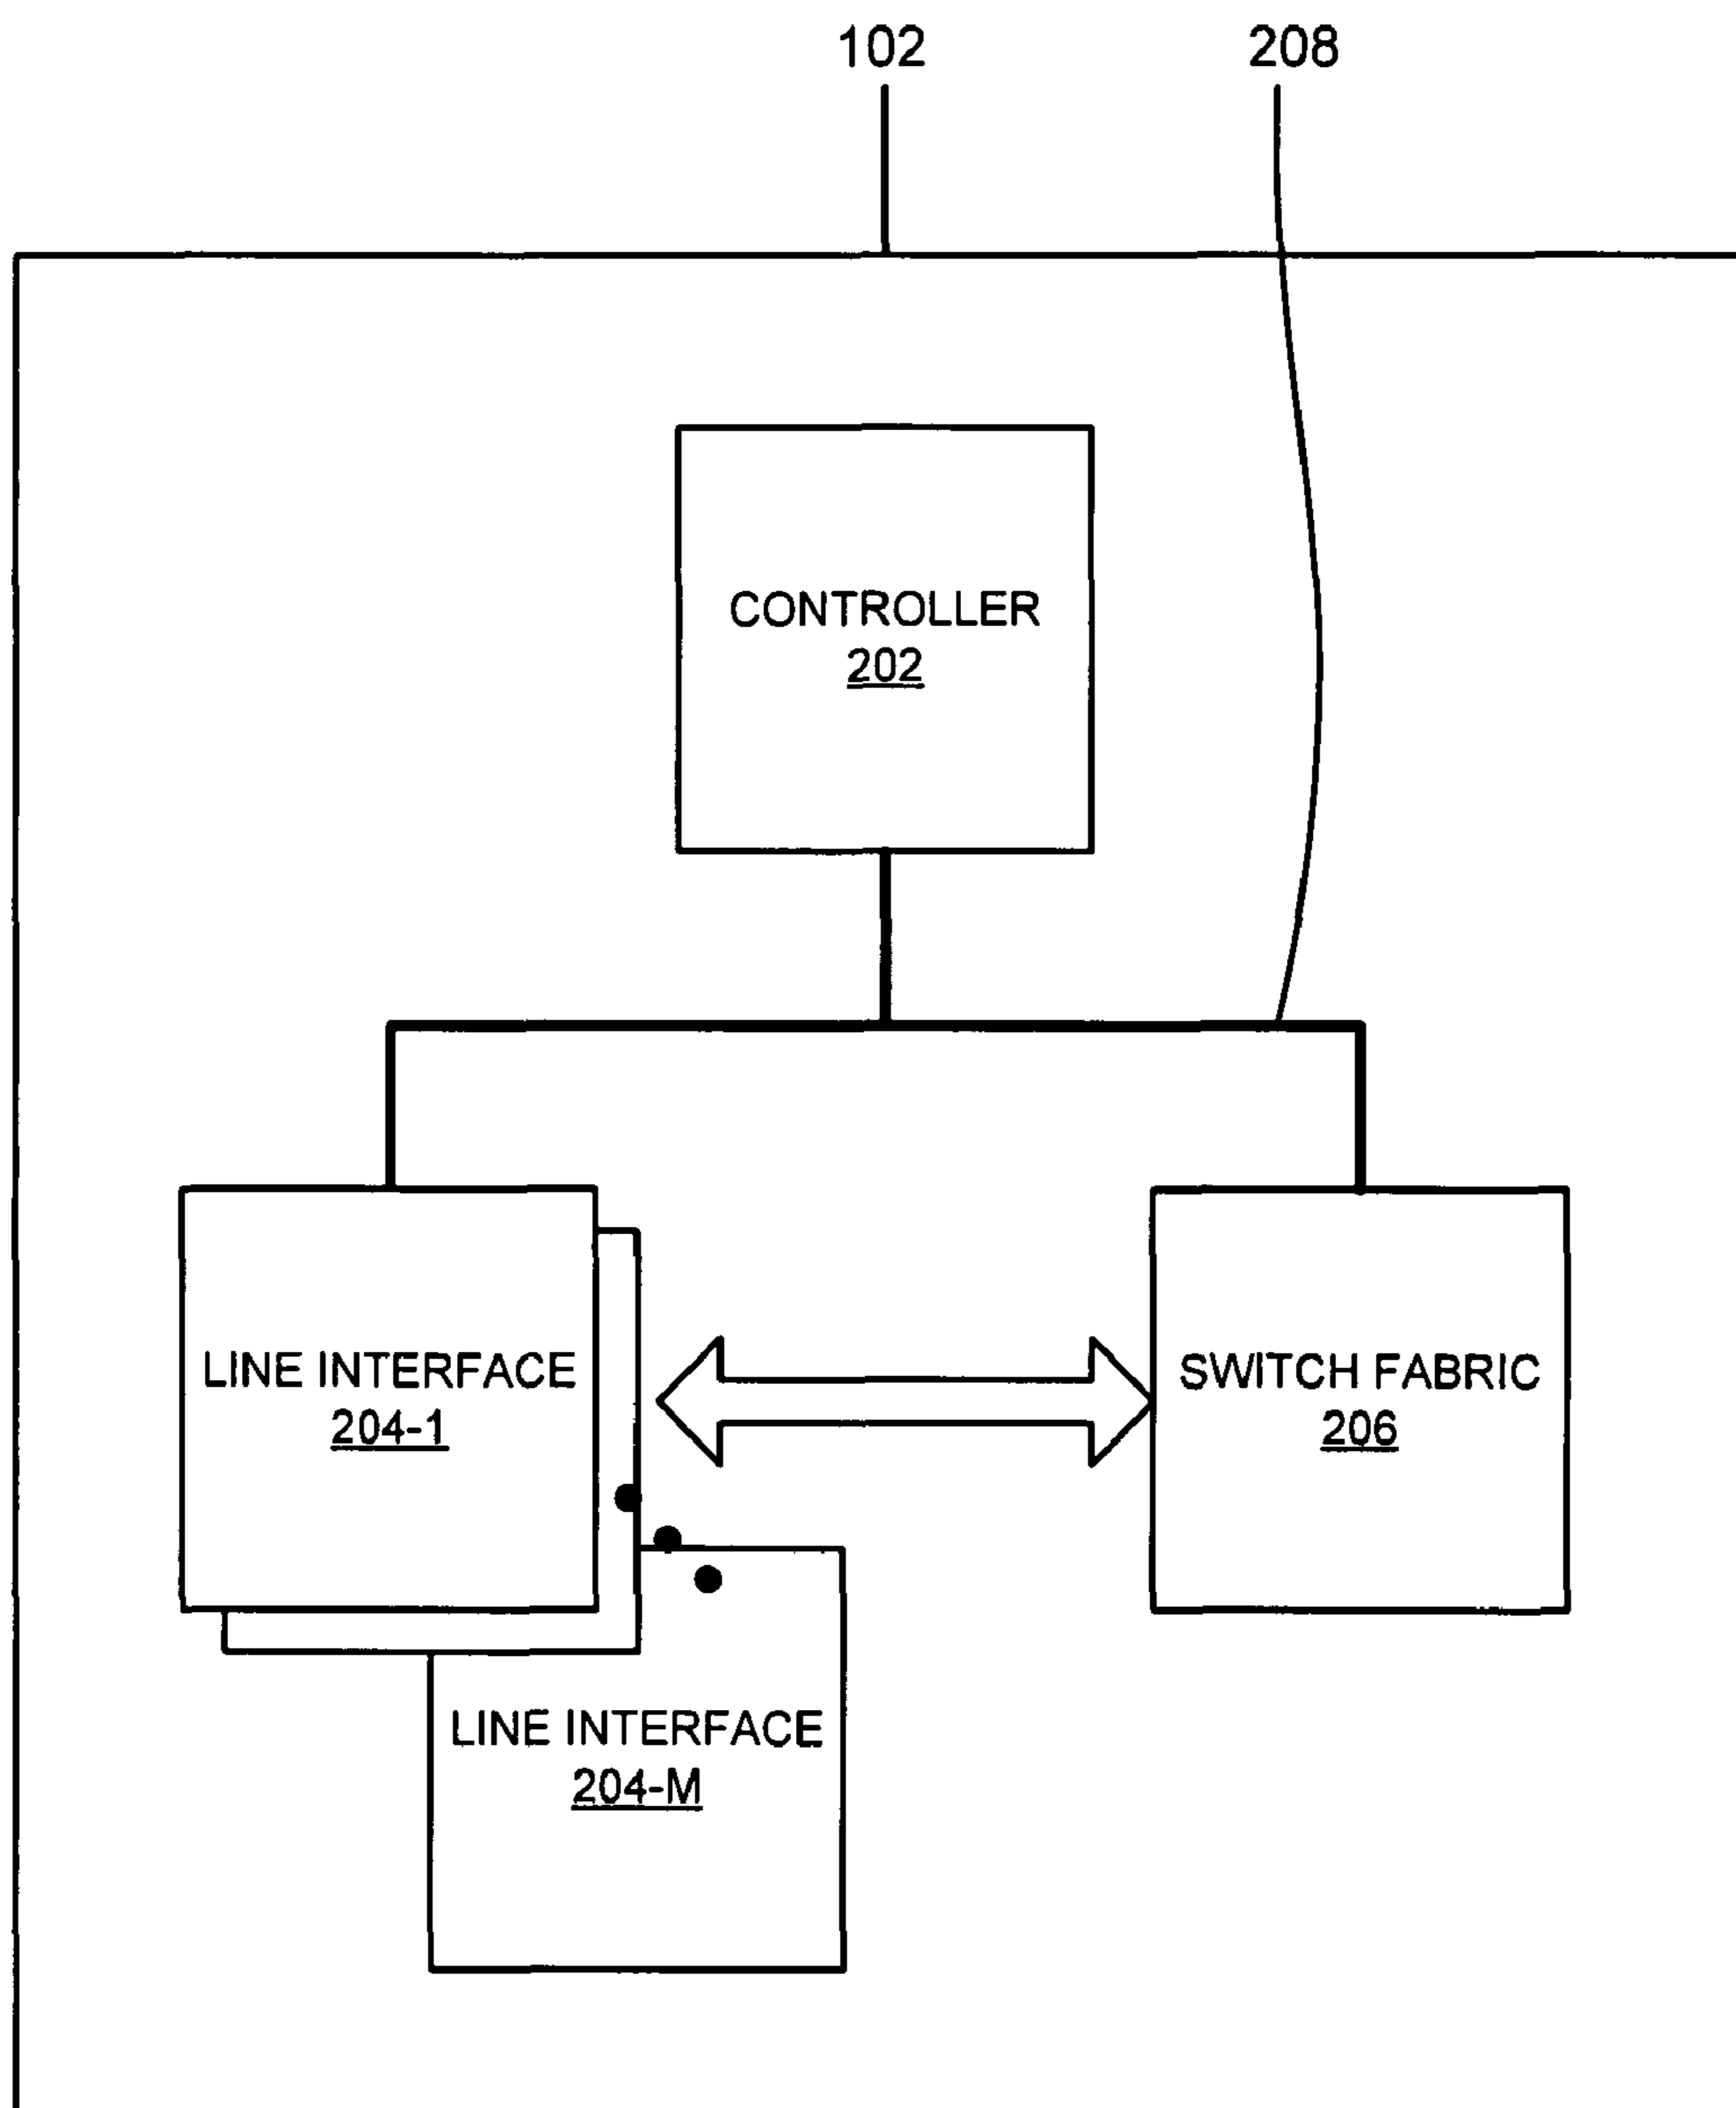 102
208
CONTROLLER
202
LINE INTERFACE
204-1
SWITCH FABRIC
206
LINE INTERFACE
204-M